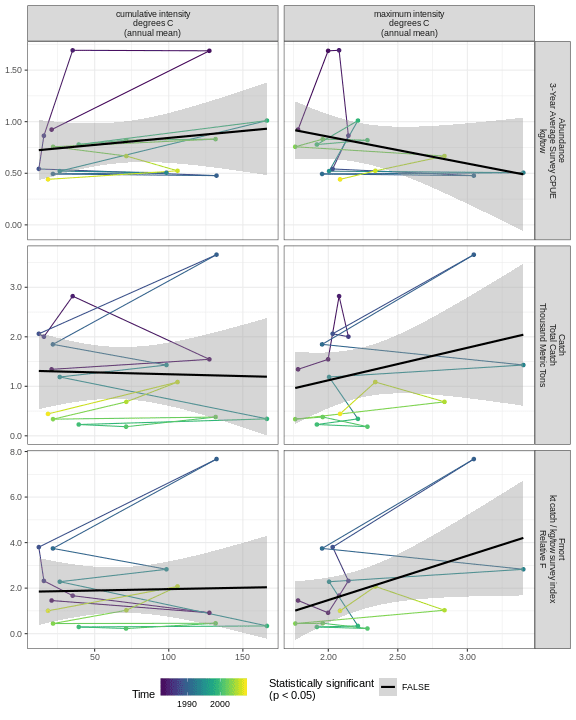 cumulative intensity
degrees C
(annual mean)
maximum intensity
degrees C
(annual mean)
1.50
1.00
0.50
0.00
Abundance
3-Year Average Survey CPUE
kg/tow
3.0
2.0
1.0
0.0
Catch
Total Catch
Thousand Metric Tons
8.0
6.0
4.0
2.0
0.0
Fmort
kt catch / kg/tow survey index
Relative F
50
100
150
2.00
2.50
3.00
Time
1990
2000
Statistically significant
(p < 0.05)
FALSE